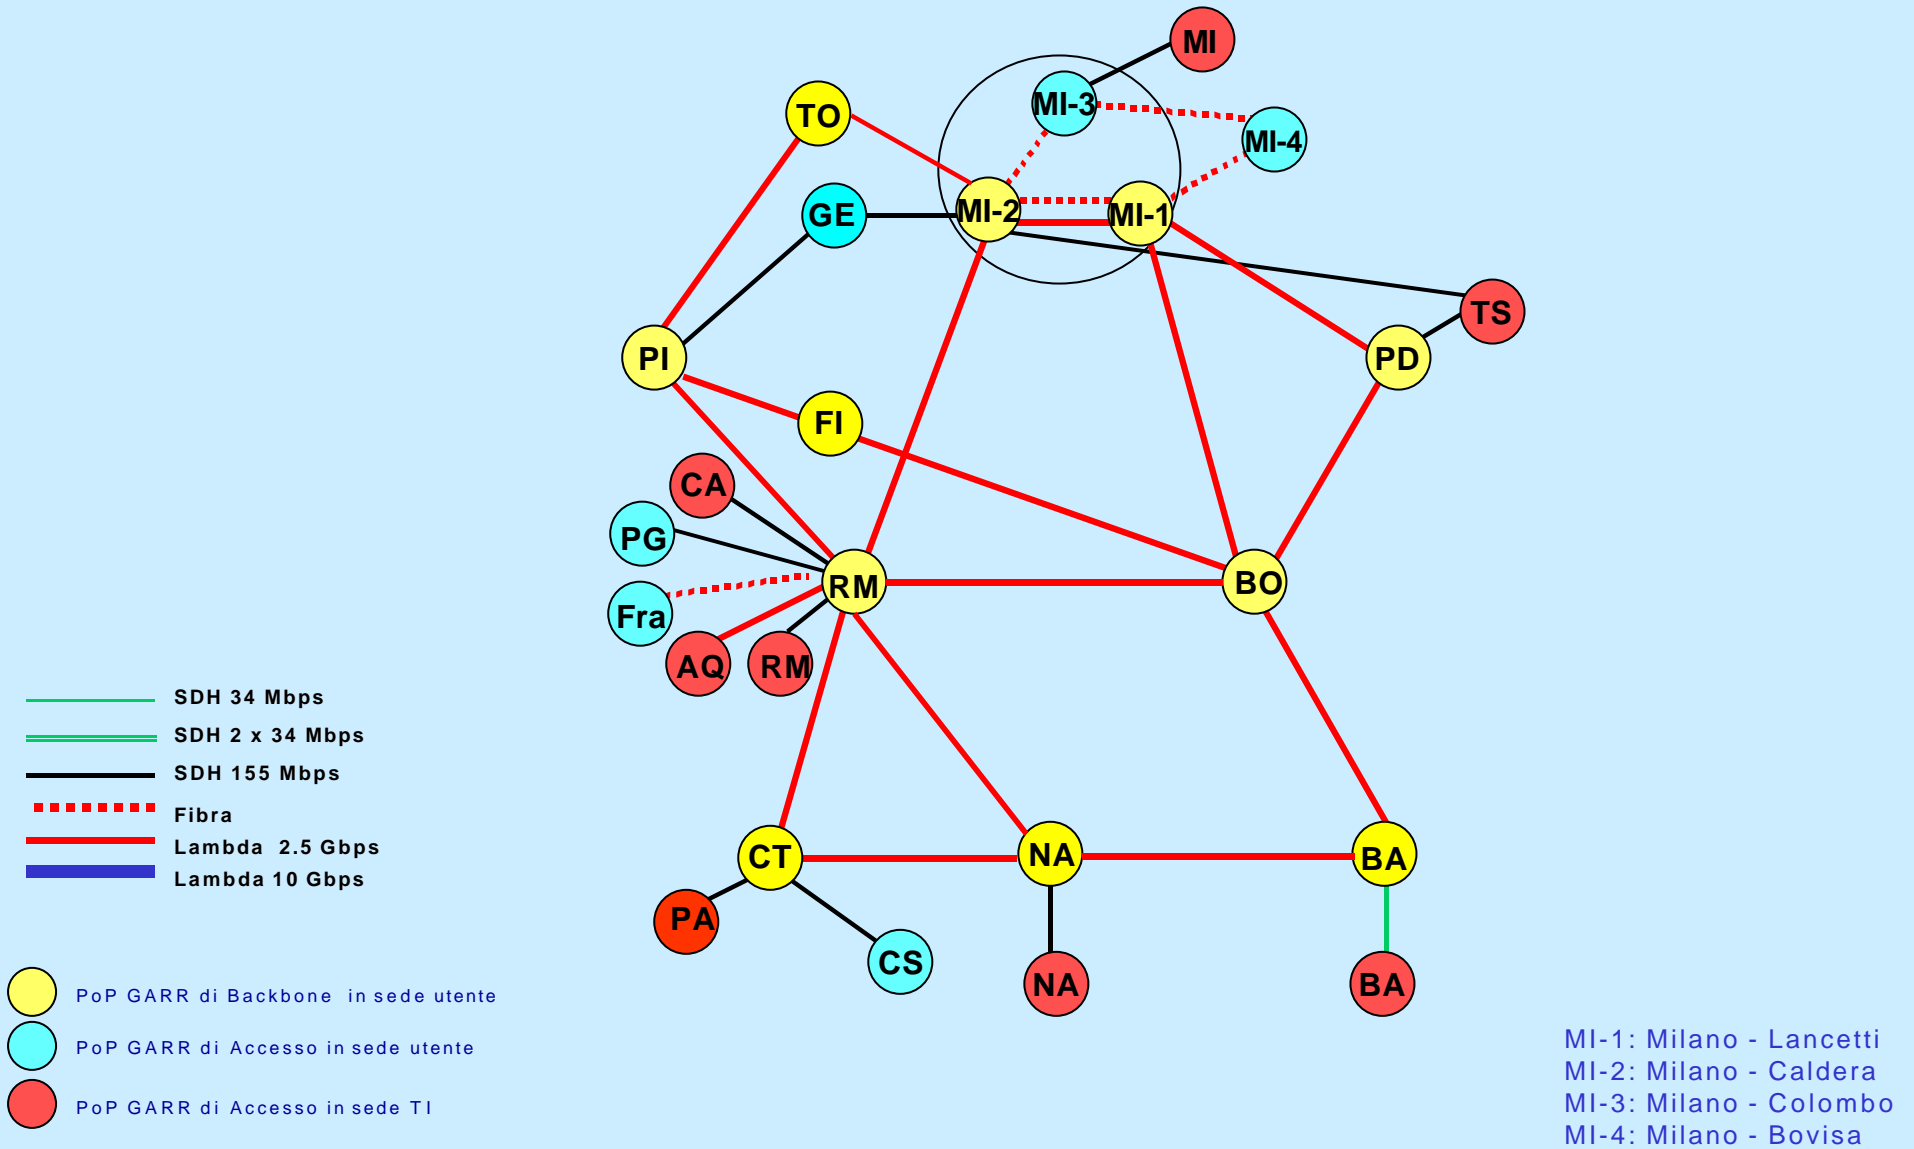 MI
MI-3
TO
MI-4
GE
MI-2
MI-1
TS
PI
PD
FI
CA
PG
RM
BO
Fra
AQ
RM
SDH 34 Mbps
SDH 2 x 34 Mbps
SDH 155 Mbps
Fibra
Lambda 2.5 Gbps
Lambda 10 Gbps
CT
NA
BA
PA
CS
NA
BA
PoP GARR di Backbone in sede utente
PoP GARR di Accesso in sede utente
PoP GARR di Accesso in sede TI
MI-1: Milano - Lancetti
MI-2: Milano - Caldera
MI-3: Milano - Colombo
MI-4: Milano - Bovisa